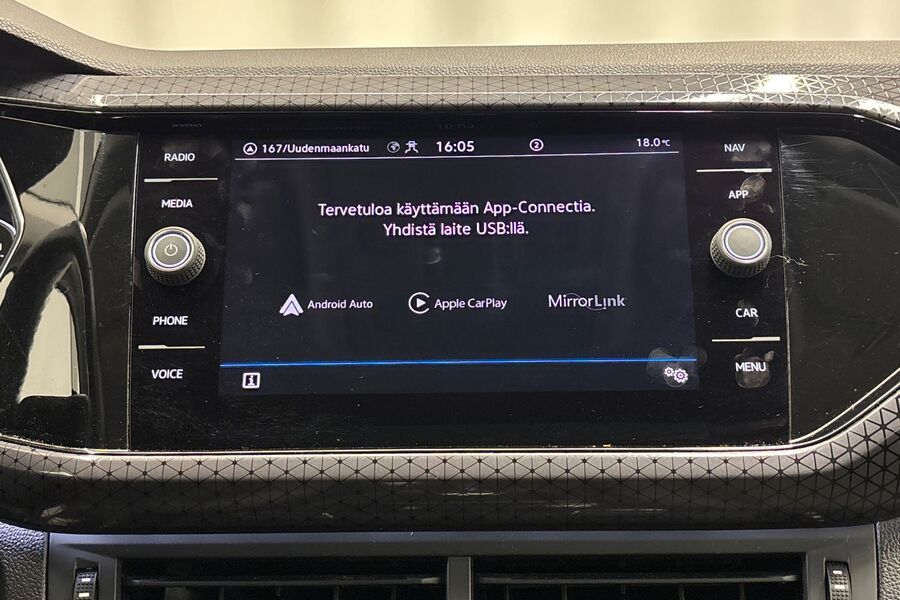 RADIO
MEDIA
PHONE
VOICE
167/Uudenmaankatu 16:05 2 18.0°C
Tervetuloa käyttämään App-Connectia.
Yhdistä laite USB:llä.
Android Auto Apple CarPlay MirrorLink
i
NAV
APP
CAR
MENU